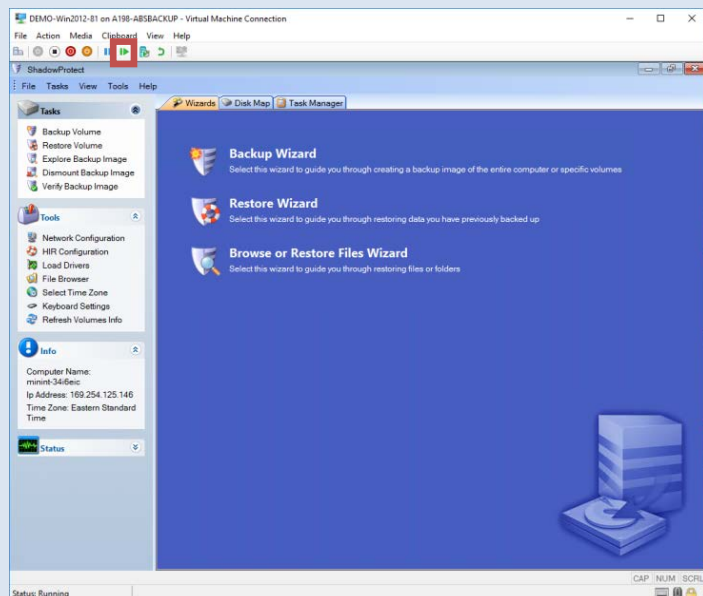 DEMO-Win2012-81 on A198-ABSBACKUP - Virtual Machine Connection
File Action Media Clipboard View Help
ShadowProtect
File Tasks View Tools Help
Tasks
Backup Volume
Restore Volume
Explore Backup Image
Dismount Backup Image
Verify Backup Image
Tools
Network Configuration
HIR Configuration
Load Drivers
File Browser
Select Time Zone
Keyboard Settings
Refresh Volumes Info
Info
Computer Name:
minint-34i6eic
Ip Address: 169.254.125.146
Time Zone: Eastern Standard
Time
Status
Wizards Disk Map Task Manager
Backup Wizard
Select this wizard to guide you through creating a backup image of the entire computer or specific volumes
Restore Wizard
Select this wizard to guide you through restoring data you have previously backed up
Browse or Restore Files Wizard
Select this wizard to guide you through restoring files or folders
CAP NUM SCRL
Status: Running